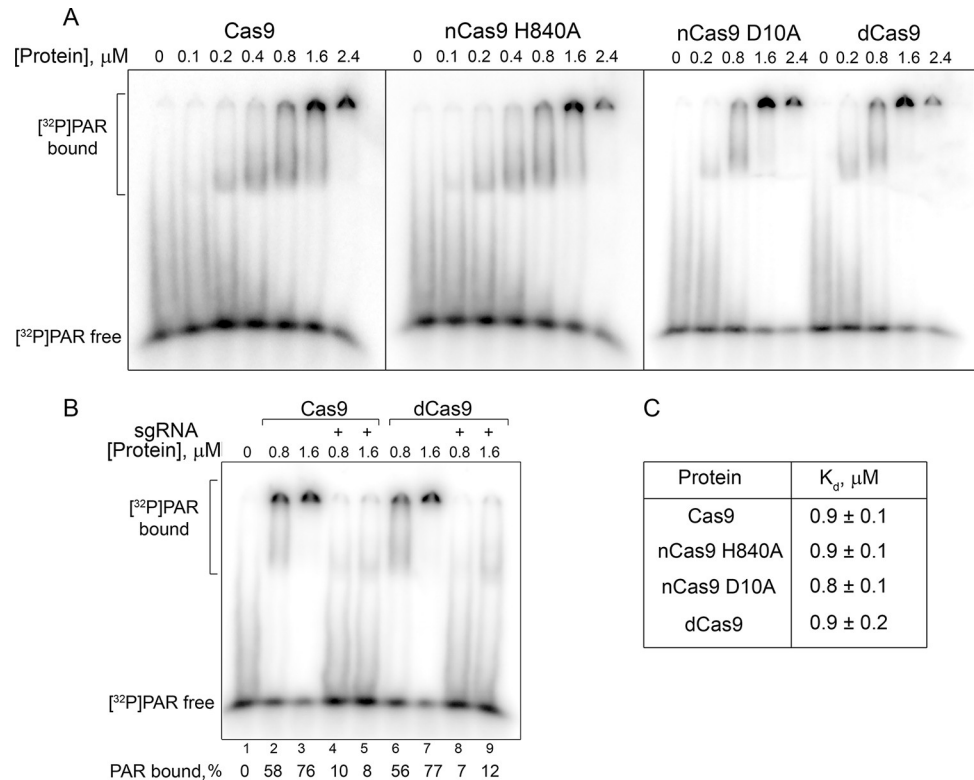 A
Cas9 nCas9 H840A nCas9 D10A dCas9
[Protein], μM 0 0.1 0.2 0.4 0.8 1.6 2.4 0 0.1 0.2 0.4 0.8 1.6 2.4 0 0.2 0.8 1.6 2.4 0 0.2 0.8 1.6 2.4
[³²P]PAR
bound
[³²P]PAR free
B
Cas9 dCas9
sgRNA + + + +
[Protein], μM 0 0.8 1.6 0.8 1.6 0.8 1.6 0.8 1.6
[³²P]PAR
bound
[³²P]PAR free
1 2 3 4 5 6 7 8 9
PAR bound,% 0 58 76 10 8 56 77 7 12
C
Protein K_d, μM
Cas9 0.9 ± 0.1
nCas9 H840A 0.9 ± 0.1
nCas9 D10A 0.8 ± 0.1
dCas9 0.9 ± 0.2